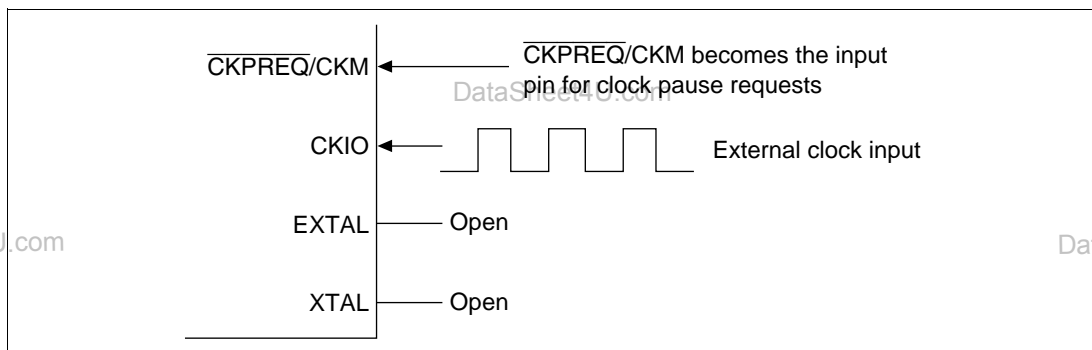 CKPREQ/CKM
CKPREQ/CKM becomes the input
pin for clock pause requests
DataSheet4U.com
CKIO
External clock input
EXTAL
Open
U.com
Da
XTAL
Open